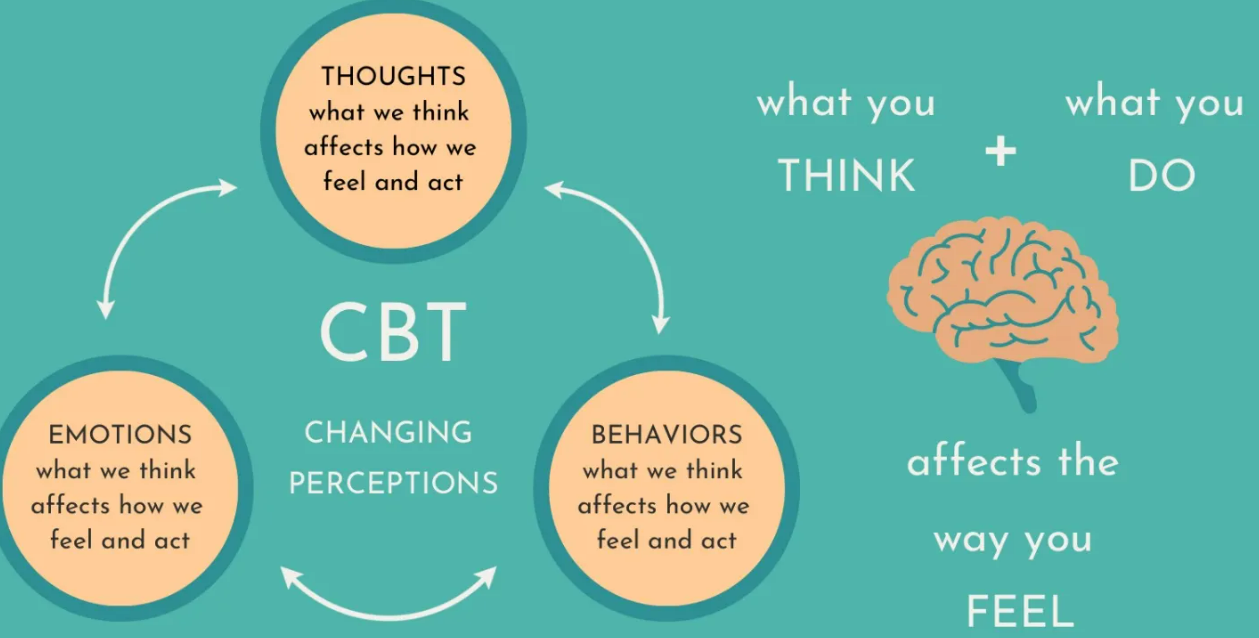 THOUGHTS
what we think
affects how we
feel and act
CBT
CHANGING
PERCEPTIONS
EMOTIONS
what we think
affects how we
feel and act
BEHAVIORS
what we think
affects how we
feel and act
what you
THINK
+
what you
DO
affects the
way you
FEEL